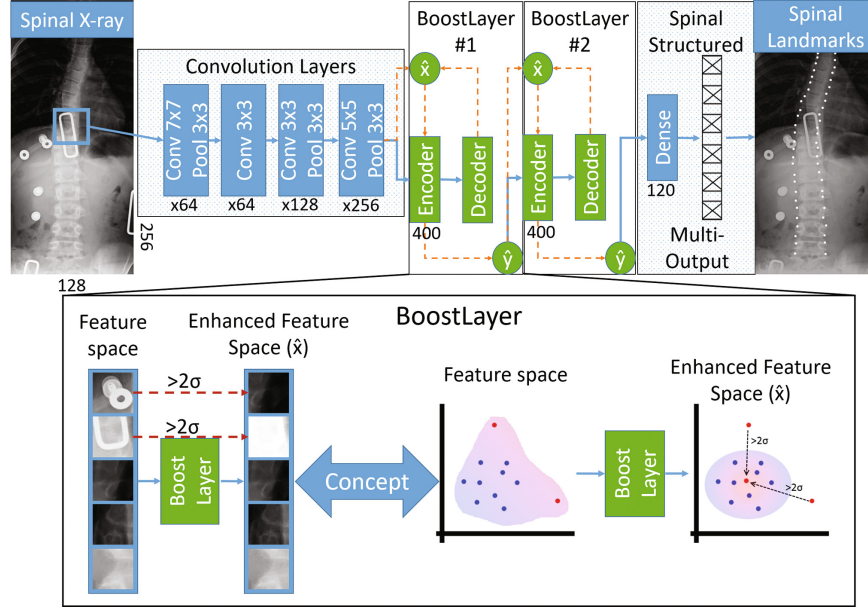 Spinal X-ray
Convolution Layers
Conv 7x7
Pool 3x3
x64
Conv 3x3
x64
Conv 3x3
Pool 3x3
x128
Conv 5x5
Pool 3x3
x256
256
128
BoostLayer
#1
x̂
Encoder
400
Decoder
ŷ
BoostLayer
#2
x̂
Encoder
400
Decoder
ŷ
Spinal
Structured
Dense
120
Multi-
Output
Spinal
Landmarks
BoostLayer
Feature
space
Enhanced Feature
Space (x̂)
>2σ
>2σ
Boost
Layer
Concept
Feature space
Boost
Layer
Enhanced Feature
Space (x̂)
>2σ
>2σ